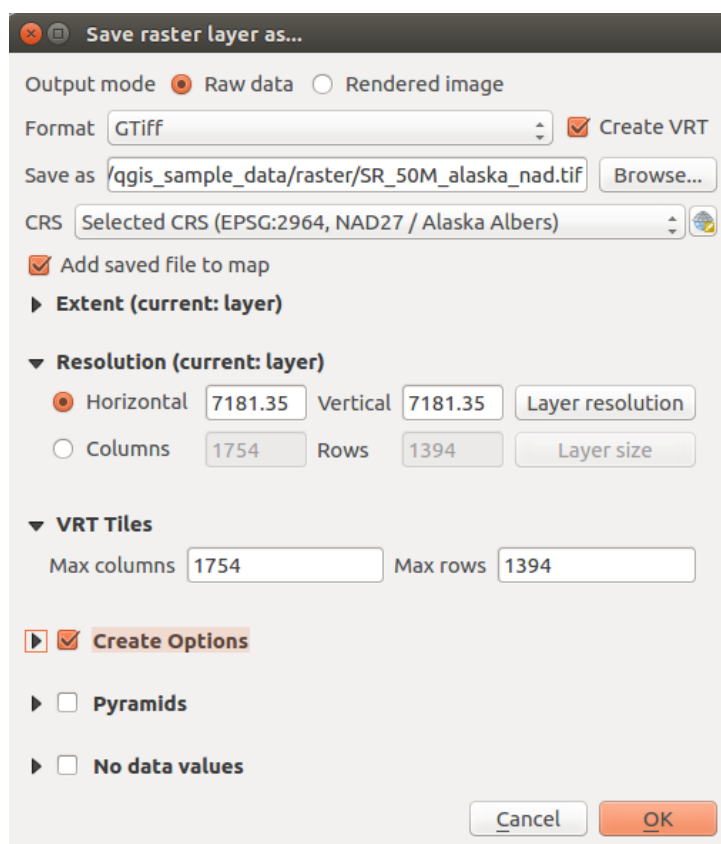 Save raster layer as...
Output mode Raw data Rendered image
Format GTiff Create VRT
Save as /qgis_sample_data/raster/SR_50M_alaska_nad.tif Browse...
CRS Selected CRS (EPSG:2964, NAD27 / Alaska Albers)
Add saved file to map
Extent (current: layer)
Resolution (current: layer)
Horizontal 7181.35 Vertical 7181.35 Layer resolution
Columns 1754 Rows 1394 Layer size
VRT Tiles
Max columns 1754 Max rows 1394
Create Options
Pyramids
No data values
Cancel OK